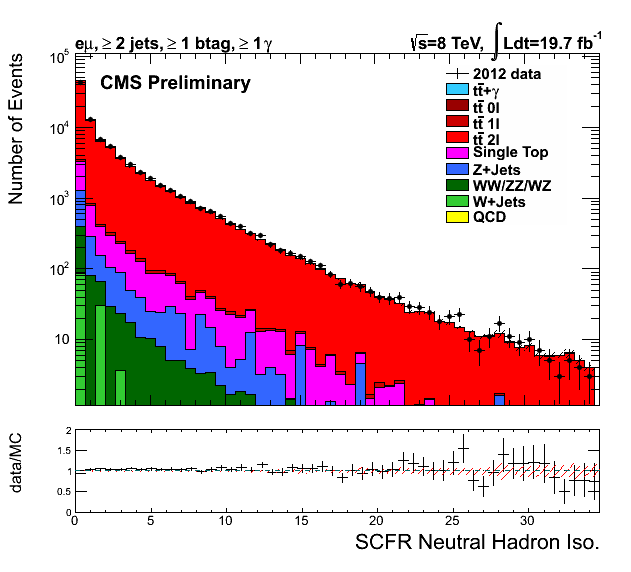 eμ, ≥ 2 jets, ≥ 1 btag, ≥ 1γ
√s=8 TeV, ∫Ldt=19.7 fb⁻¹
CMS Preliminary
Number of Events
10⁵
10⁴
10³
10²
10
2012 data
tt̄+γ
tt̄ 0l
tt̄ 1l
tt̄ 2l
Single Top
Z+Jets
WW/ZZ/WZ
W+Jets
QCD
data/MC
2
1.5
1
0.5
0
0 5 10 15 20 25 30
SCFR Neutral Hadron Iso.